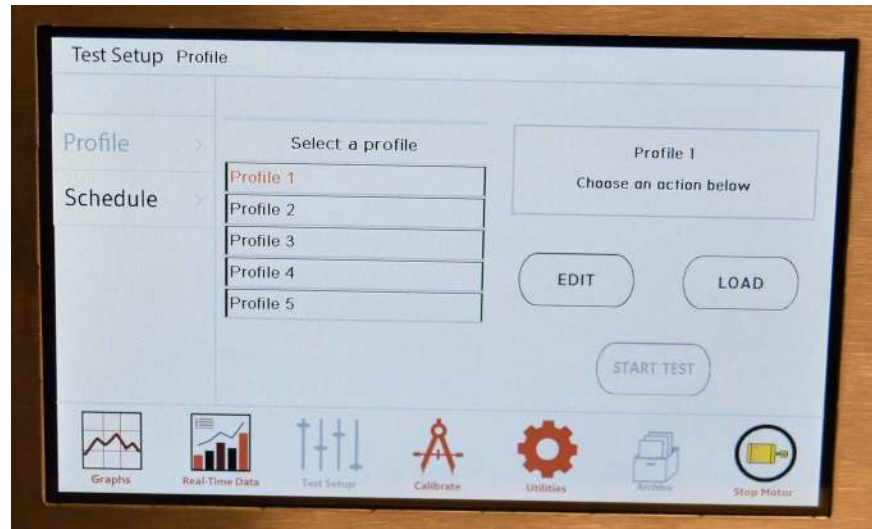 Test Setup Profile
Profile
Schedule
Select a profile
Profile 1
Profile 2
Profile 3
Profile 4
Profile 5
Profile 1
Choose an action below
EDIT
LOAD
START TEST
Graphs
Real-Time Data
Test Setup
Calibrate
Utilities
Archive
Stop Motor